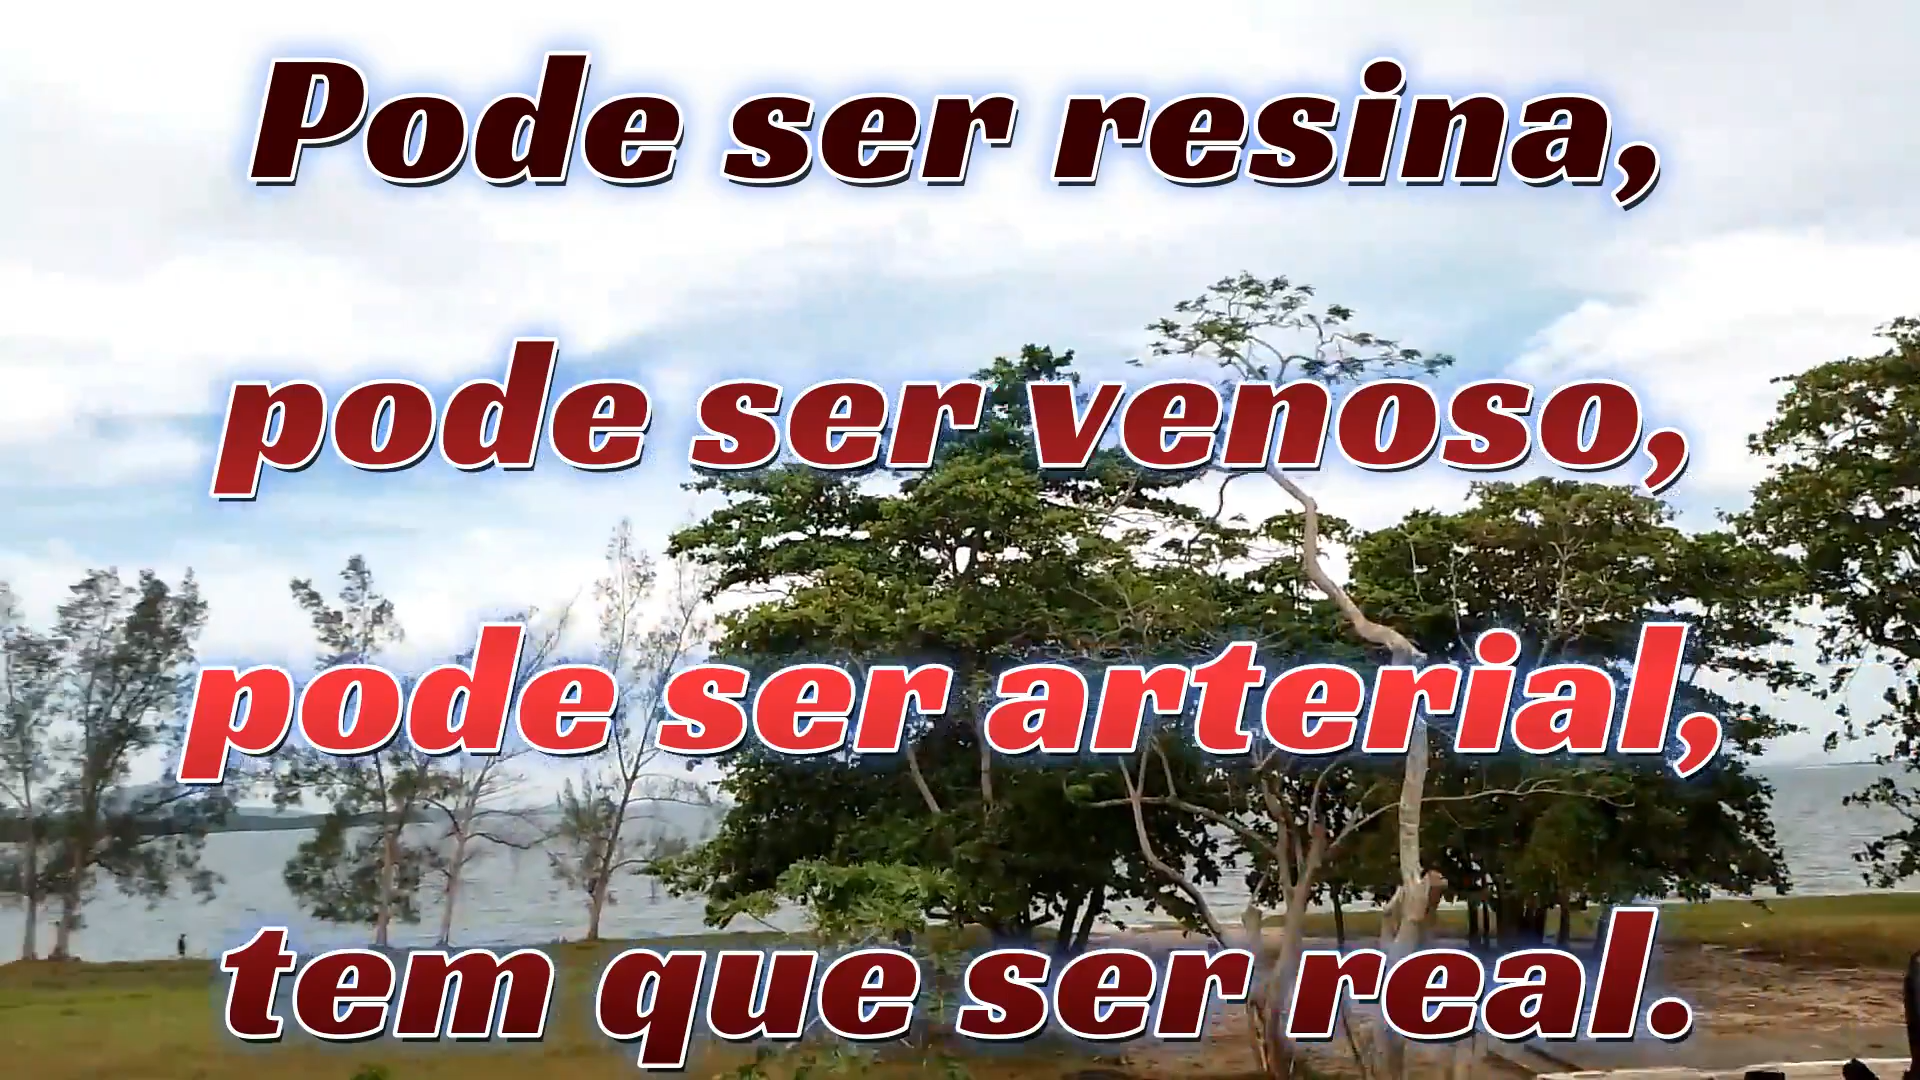 Pode ser resina,
pode ser venoso,
pode ser arterial,
tem que ser real.